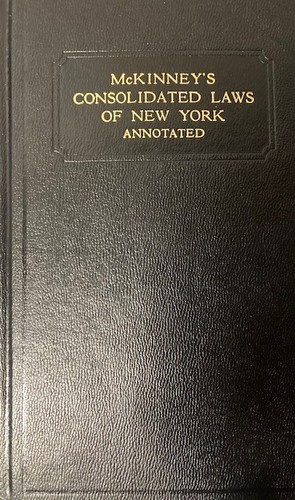 McKINNEY'S
CONSOLIDATED LAWS
OF NEW YORK
ANNOTATED